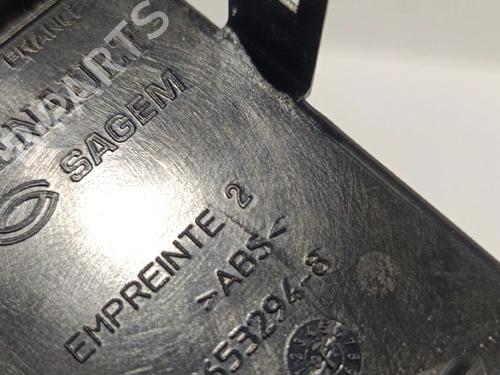 FRANCE
SAGEM
EMPREINTE 2
>ABS<
653294-8